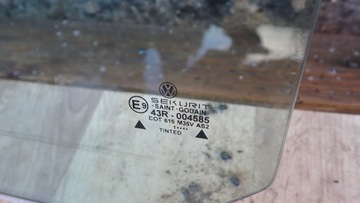 SEKURIT
SAINT-GOBAIN
E9
43R - 004585
DOT 615 M35V AS2
TINTED